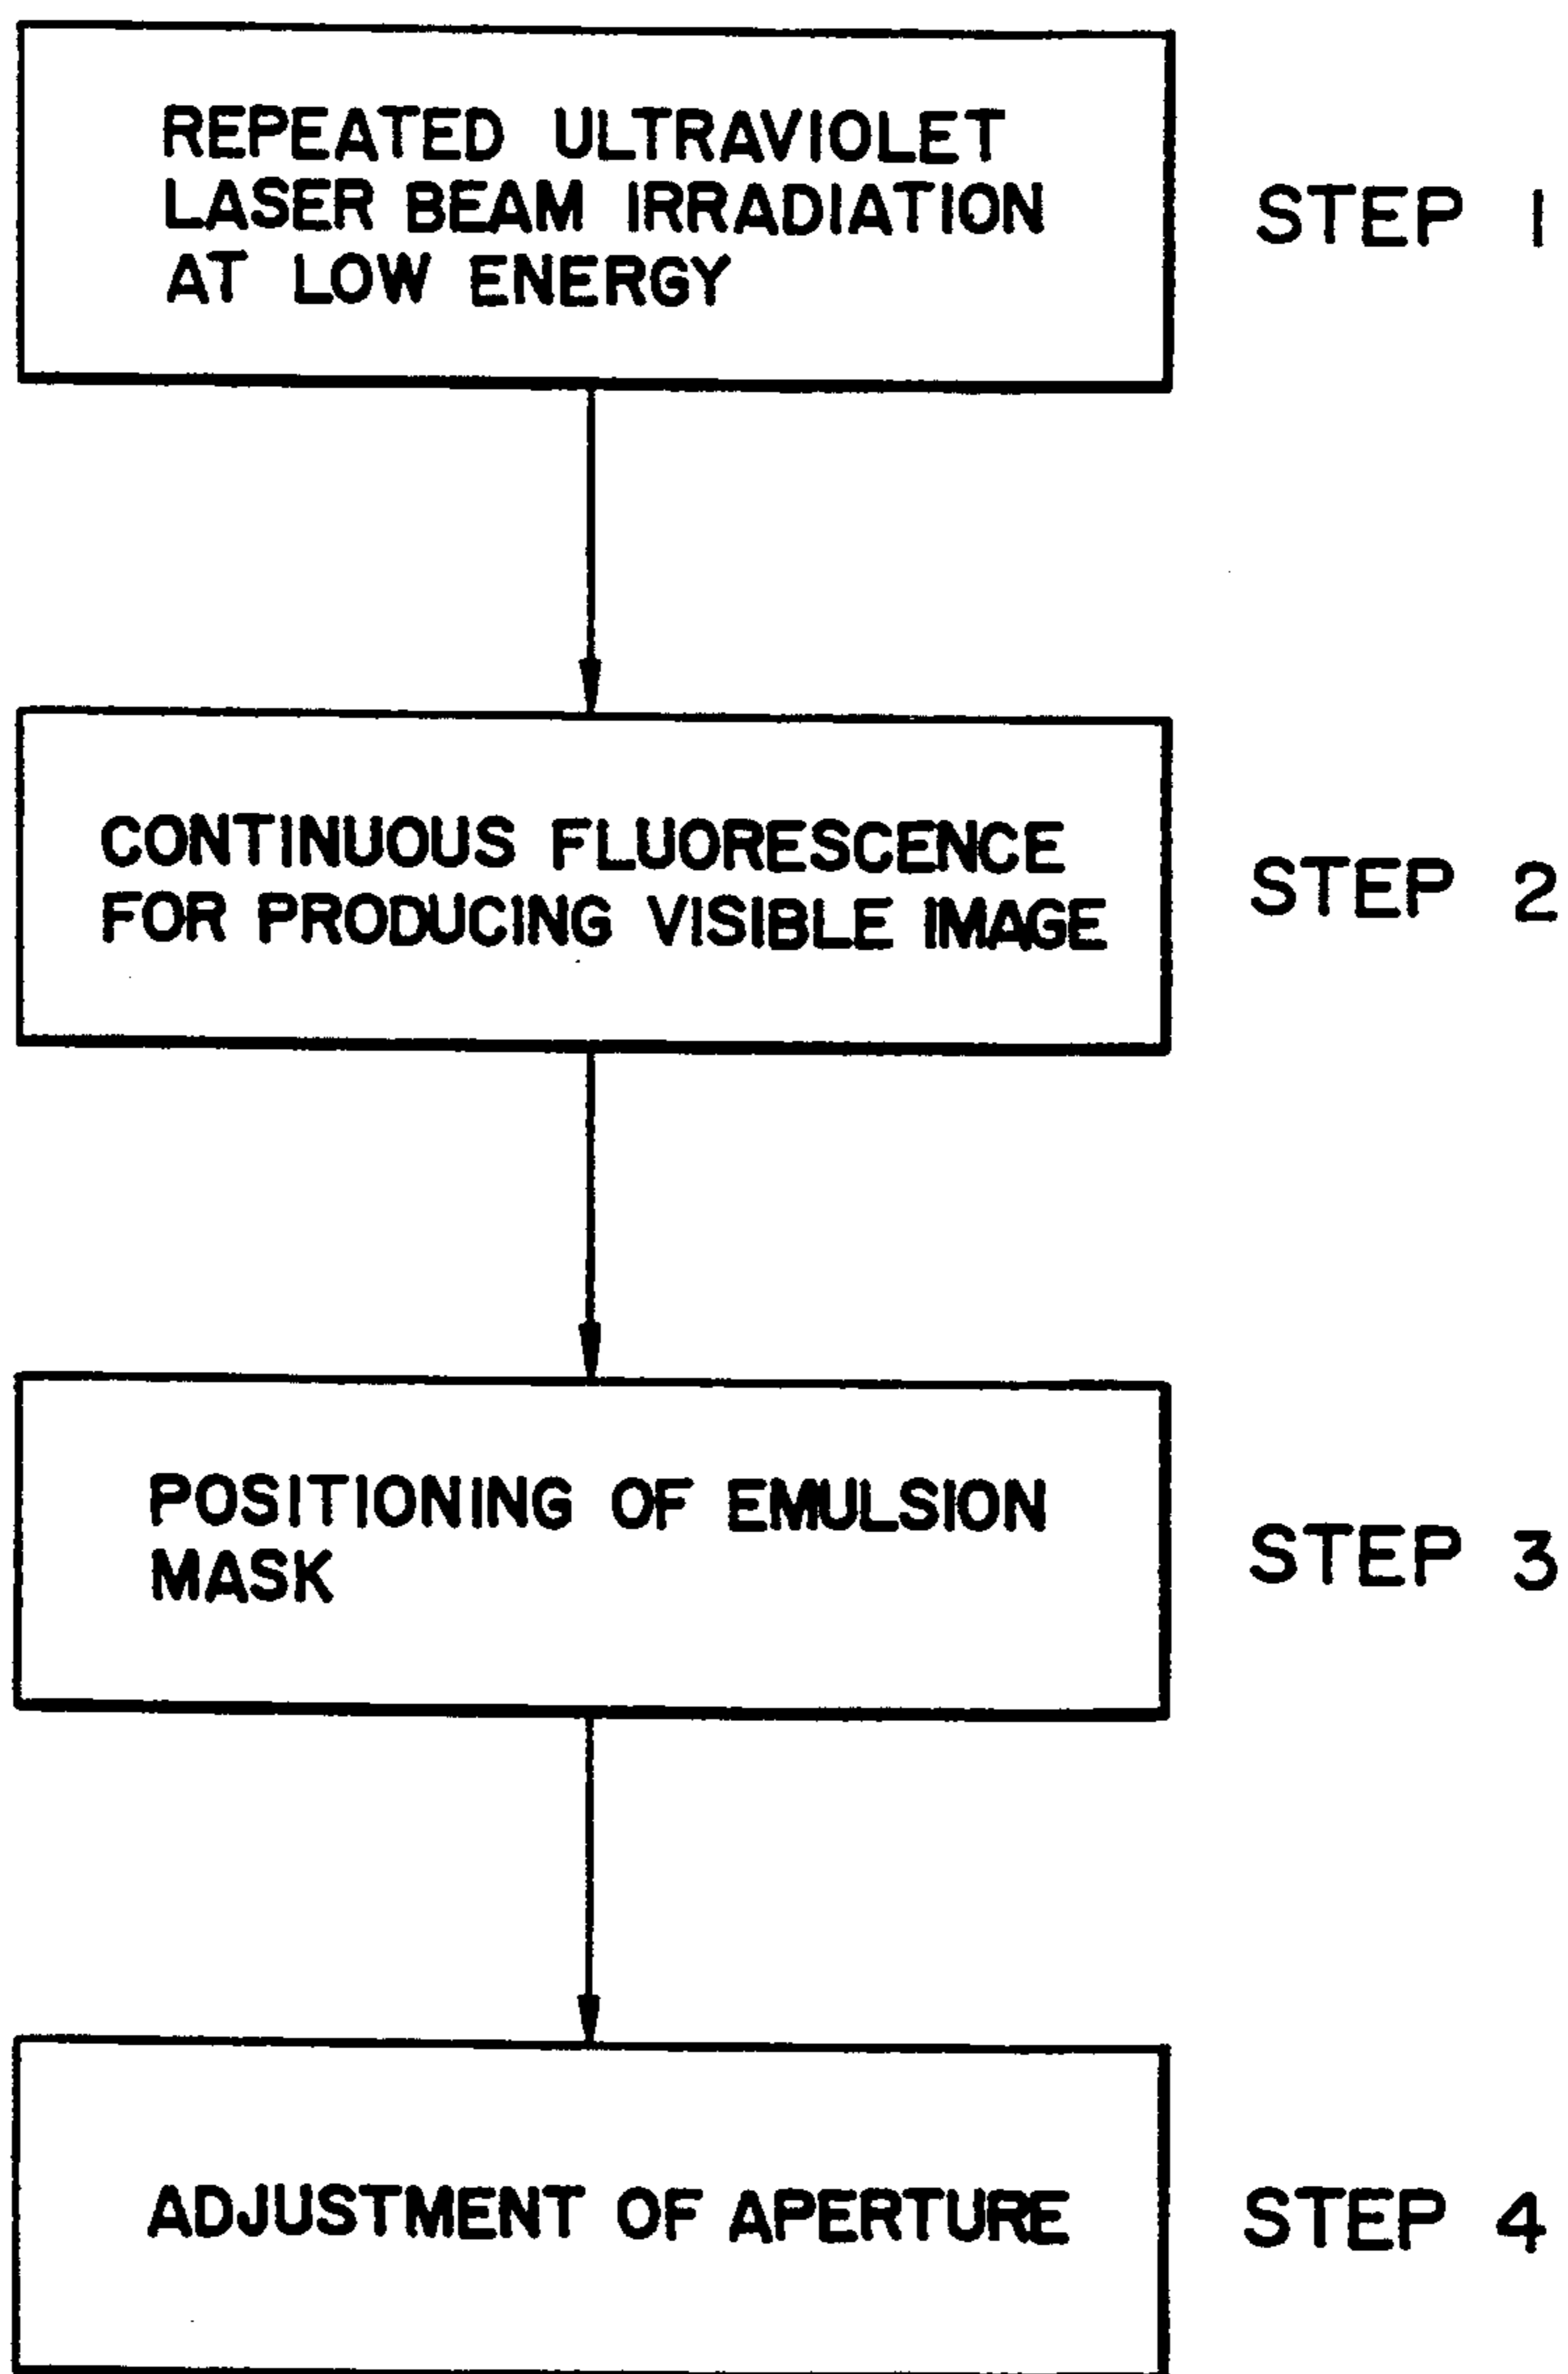 REPEATED ULTRAVIOLET
LASER BEAM IRRADIATION
AT LOW ENERGY
STEP 1
CONTINUOUS FLUORESCENCE
FOR PRODUCING VISIBLE IMAGE
STEP 2
POSITIONING OF EMULSION
MASK
STEP 3
ADJUSTMENT OF APERTURE
STEP 4